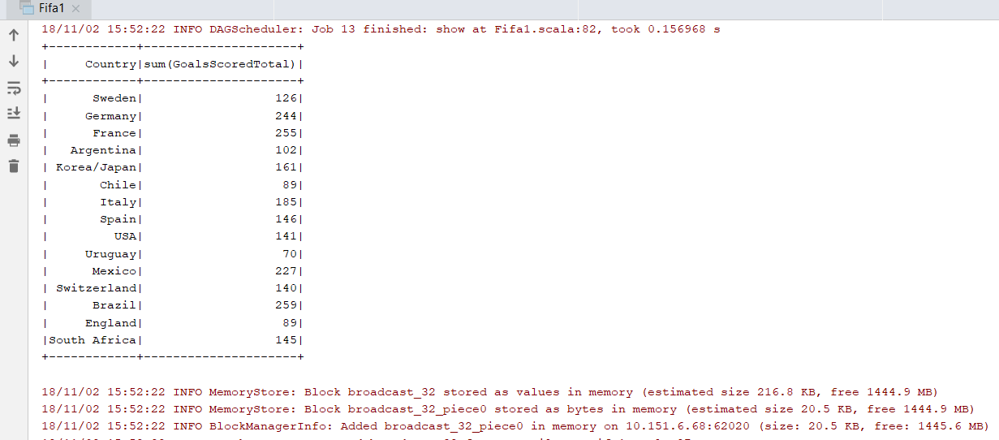 Fifa1
18/11/02 15:52:22 INFO DAGScheduler: Job 13 finished: show at Fifa1.scala:82, took 0.156968 s
+------------+---------------------+
|     Country|sum(GoalsScoredTotal)|
+------------+---------------------+
|      Sweden|                  126|
|     Germany|                  244|
|      France|                  255|
|   Argentina|                  102|
| Korea/Japan|                  161|
|       Chile|                   89|
|       Italy|                  185|
|       Spain|                  146|
|         USA|                  141|
|     Uruguay|                   70|
|      Mexico|                  227|
| Switzerland|                  140|
|      Brazil|                  259|
|     England|                   89|
|South Africa|                  145|
+------------+---------------------+
18/11/02 15:52:22 INFO MemoryStore: Block broadcast_32 stored as values in memory (estimated size 216.8 KB, free 1444.9 MB)
18/11/02 15:52:22 INFO MemoryStore: Block broadcast_32_piece0 stored as bytes in memory (estimated size 20.5 KB, free 1444.9 MB)
18/11/02 15:52:22 INFO BlockManagerInfo: Added broadcast_32_piece0 in memory on 10.151.6.68:62020 (size: 20.5 KB, free: 1445.6 MB)